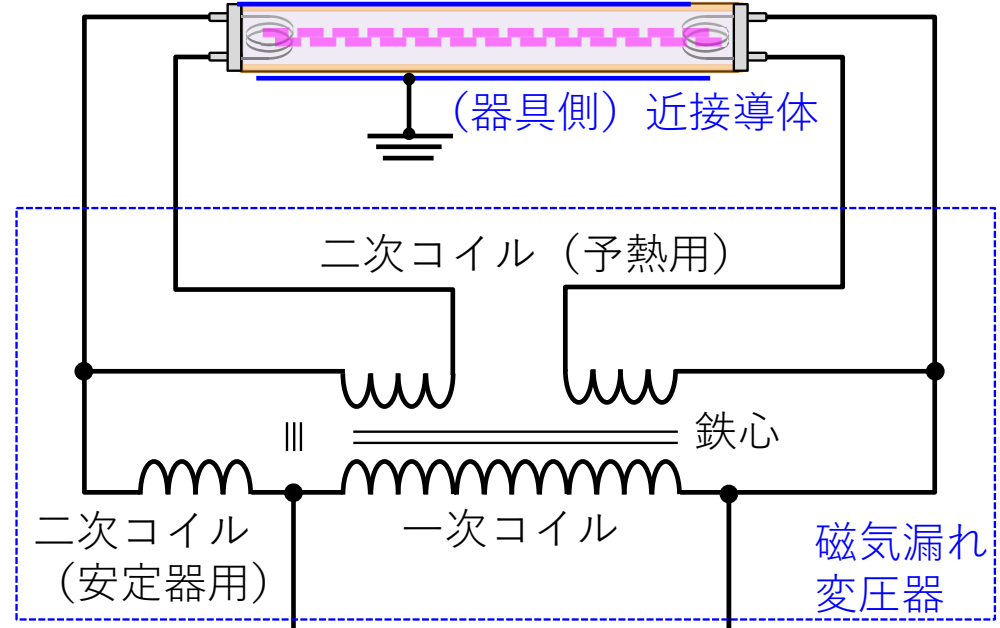 （器具側）近接導体
二次コイル（予熱用）
鉄心
二次コイル
（安定器用）
一次コイル
磁気漏れ
変圧器